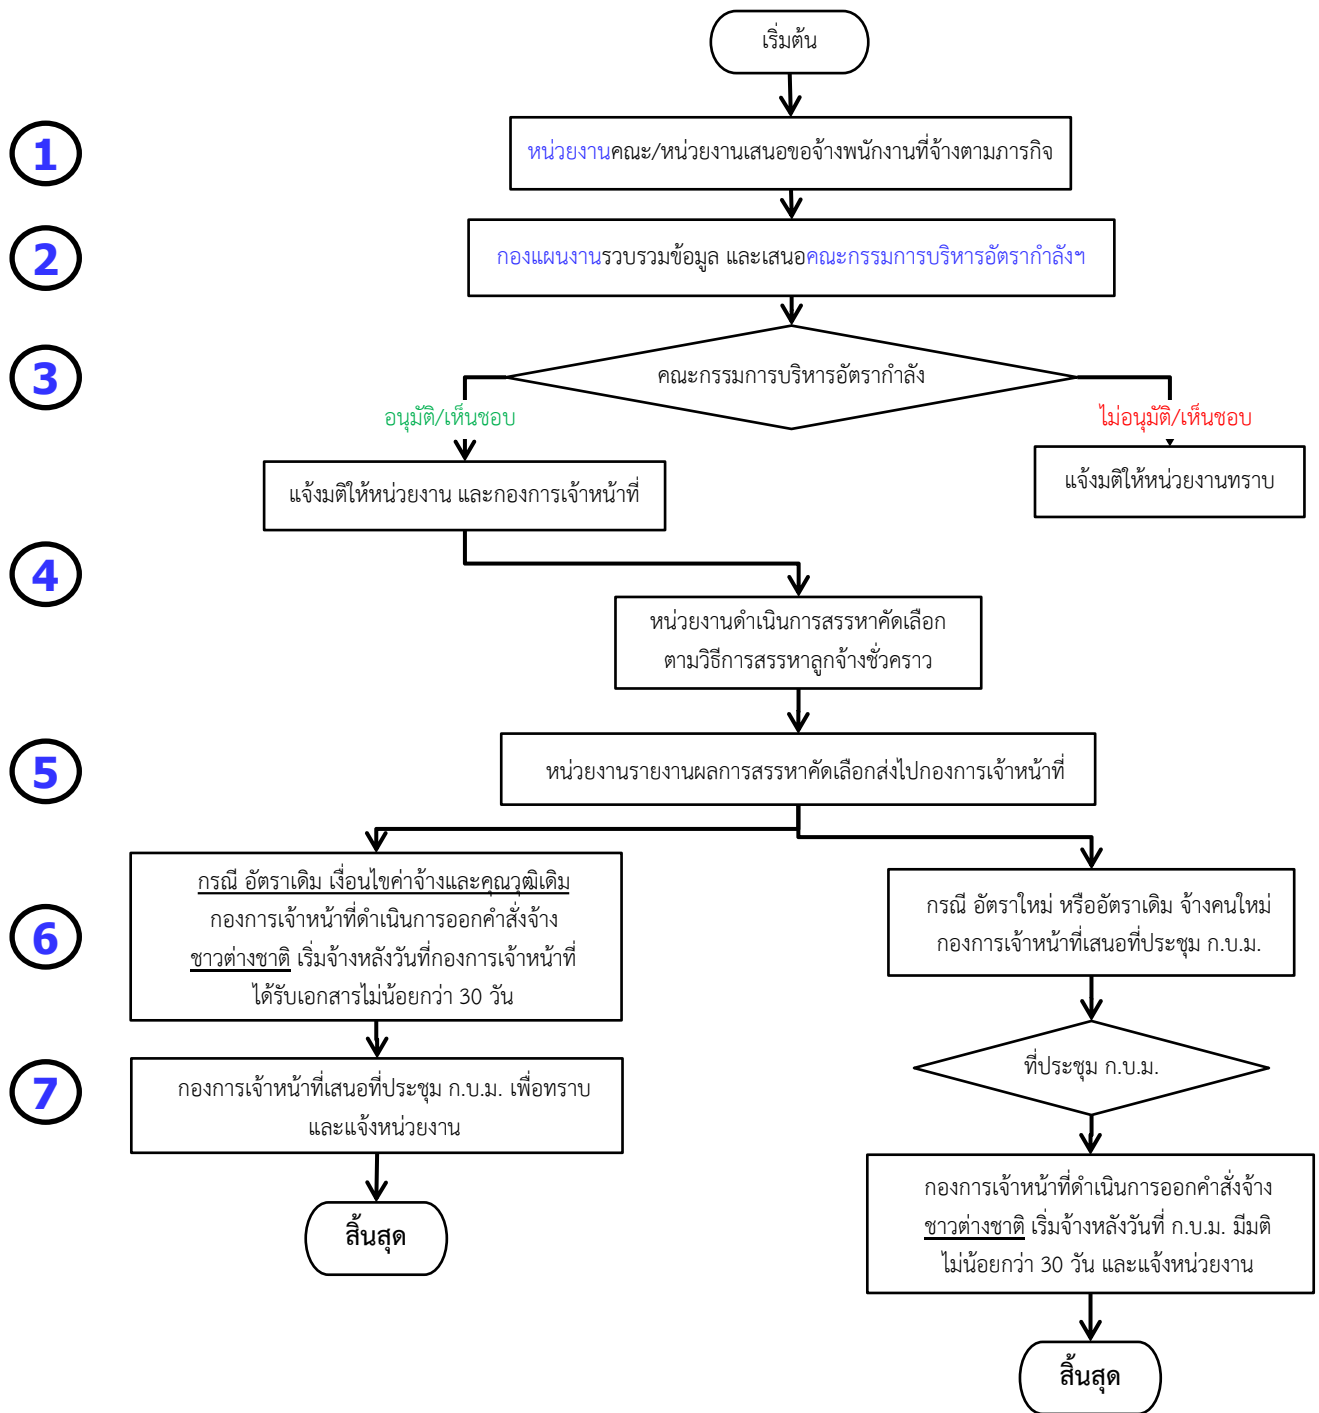 เริ่มต้น
1
หน่วยงานคณะ/หน่วยงานเสนอขอจ้างพนักงานที่จ้างตามภารกิจ
2
กองแผนงานรวบรวมข้อมูล และเสนอคณะกรรมการบริหารอัตรากำลังฯ
3
คณะกรรมการบริหารอัตรากำลัง
อนุมัติ/เห็นชอบ
ไม่อนุมัติ/เห็นชอบ
แจ้งมติให้หน่วยงาน และกองการเจ้าหน้าที่
แจ้งมติให้หน่วยงานทราบ
4
หน่วยงานดำเนินการสรรหาคัดเลือก
ตามวิธีการสรรหาลูกจ้างชั่วคราว
5
หน่วยงานรายงานผลการสรรหาคัดเลือกส่งไปกองการเจ้าหน้าที่
6
กรณี อัตราเดิม เงื่อนไขค่าจ้างและคุณวุฒิเดิม
กองการเจ้าหน้าที่ดำเนินการออกคำสั่งจ้าง
ชาวต่างชาติ เริ่มจ้างหลังวันที่กองการเจ้าหน้าที่
ได้รับเอกสารไม่น้อยกว่า 30 วัน
กรณี อัตราใหม่ หรืออัตราเดิม จ้างคนใหม่
กองการเจ้าหน้าที่เสนอที่ประชุม ก.บ.ม.
7
กองการเจ้าหน้าที่เสนอที่ประชุม ก.บ.ม. เพื่อทราบ
และแจ้งหน่วยงาน
ที่ประชุม ก.บ.ม.
สิ้นสุด
กองการเจ้าหน้าที่ดำเนินการออกคำสั่งจ้าง
ชาวต่างชาติ เริ่มจ้างหลังวันที่ ก.บ.ม. มีมติ
ไม่น้อยกว่า 30 วัน และแจ้งหน่วยงาน
สิ้นสุด